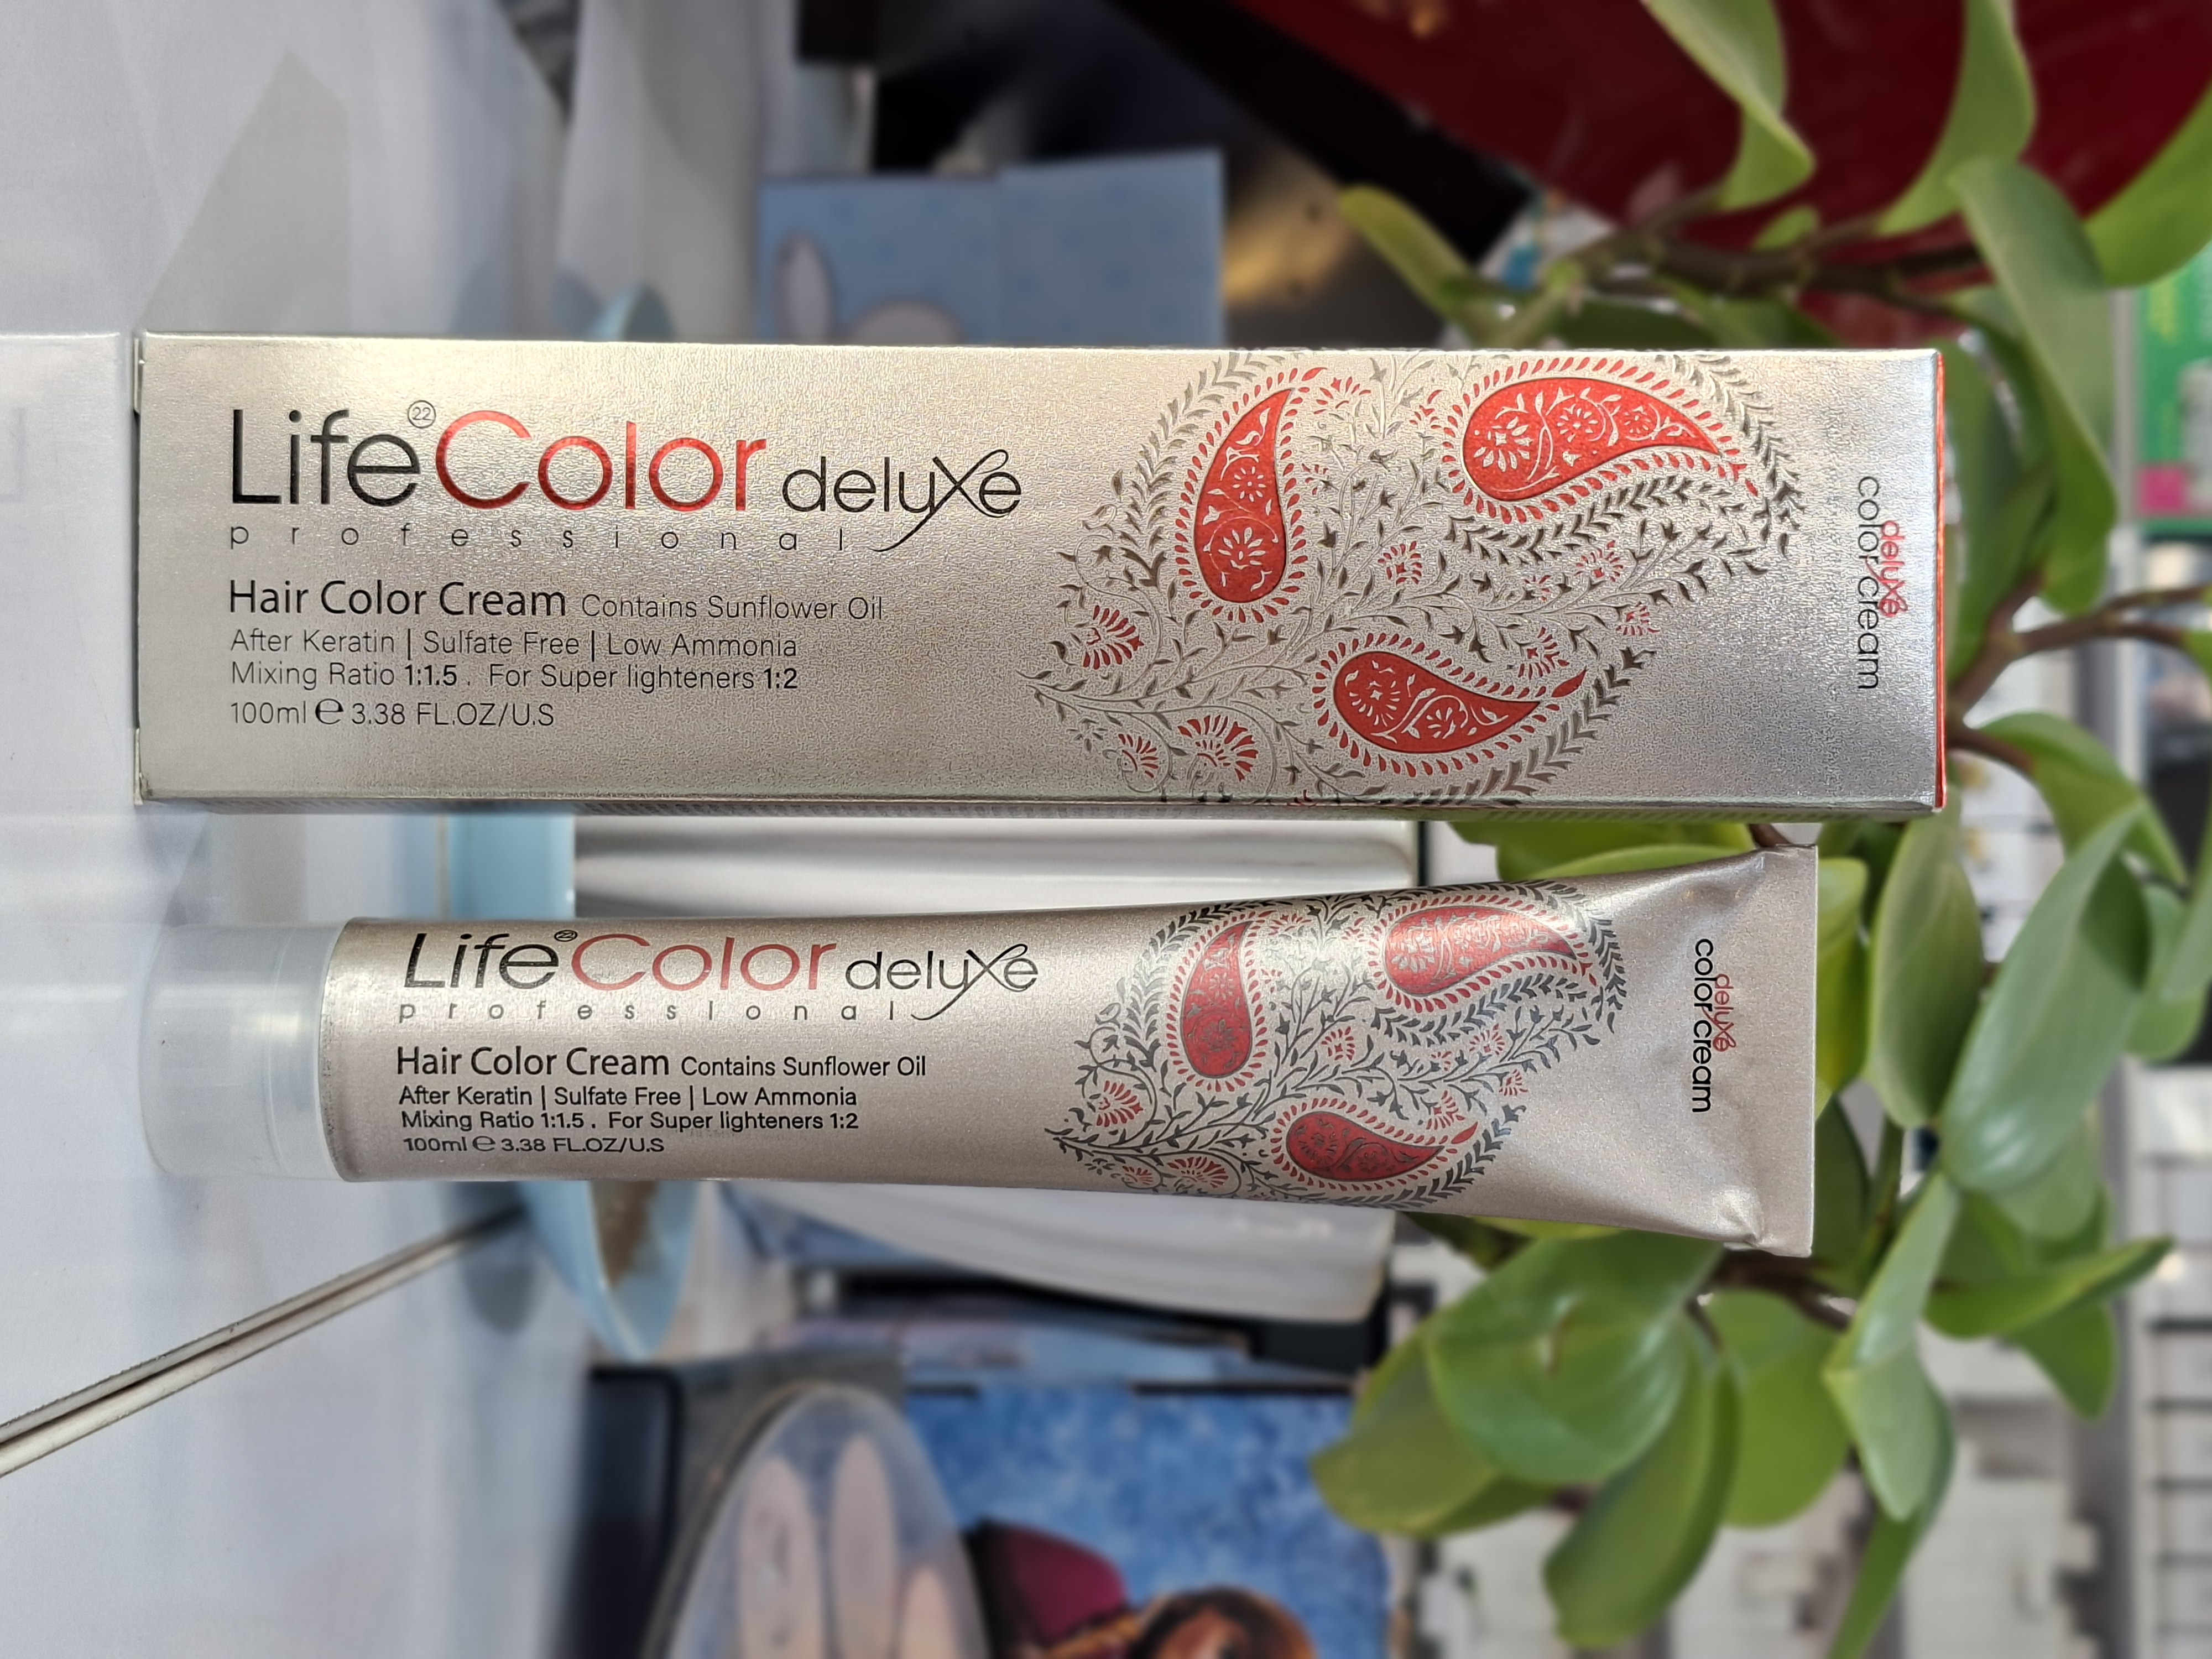 Life22Color deluxe
professional
Hair Color Cream Contains Sunflower Oil
After Keratin | Sulfate Free | Low Ammonia
Mixing Ratio 1:1.5 . For Super lighteners 1:2
100ml e 3.38 FL.OZ/U.S
deluxe
color.cream
Life22Color deluxe
professional
Hair Color Cream Contains Sunflower Oil
After Keratin | Sulfate Free | Low Ammonia
Mixing Ratio 1:1.5 . For Super lighteners 1:2
100ml e 3.38 FL.OZ/U.S
deluxe
color.cream